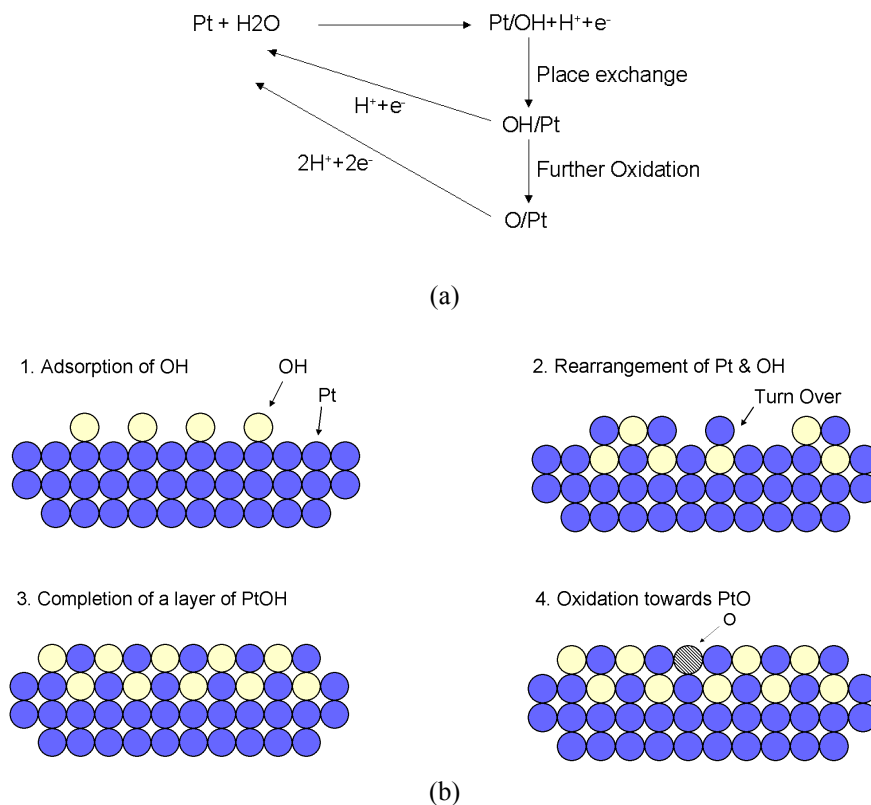 Pt + H2O
Pt/OH+H⁺+e⁻
Place exchange
H⁺+e⁻
OH/Pt
2H⁺+2e⁻
Further Oxidation
O/Pt
(a)
1. Adsorption of OH
OH
Pt
2. Rearrangement of Pt & OH
Turn Over
3. Completion of a layer of PtOH
4. Oxidation towards PtO
O
(b)